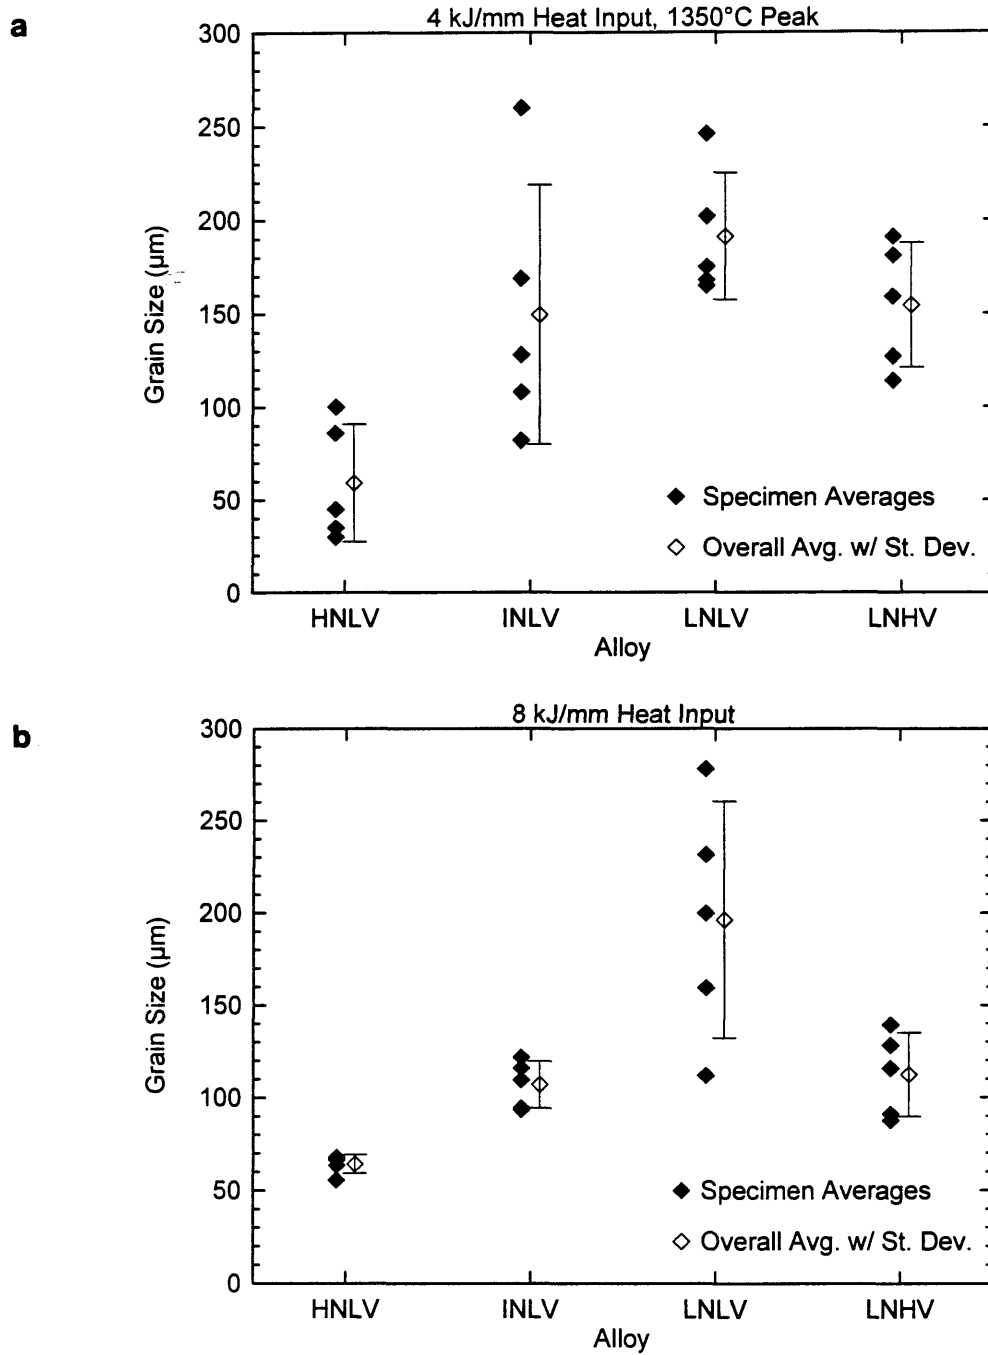 a
4 kJ/mm Heat Input, 1350°C Peak
300
250
200
150
100
50
0
Grain Size (µm)
Specimen Averages
Overall Avg. w/ St. Dev.
HNLV INLV LNLV LNHV
Alloy
b
8 kJ/mm Heat Input
300
250
200
150
100
50
0
Grain Size (µm)
Specimen Averages
Overall Avg. w/ St. Dev.
HNLV INLV LNLV LNHV
Alloy